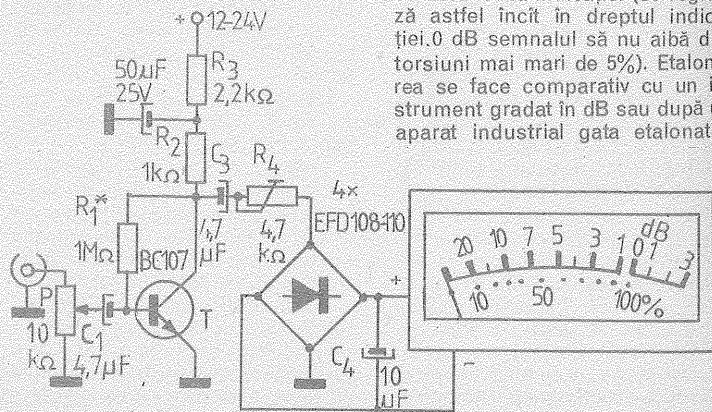 ză astfel încît în dreptul indic
ției.0 dB semnalul să nu aibă d
torsiuni mai mari de 5%). Etalon
rea se face comparativ cu un i
strument gradat în dB sau după
aparat industrial gata etalonat
+ 12-24V
50µF
25V
R3
2,2kΩ
R2
1kΩ
C3
4,7
µF
R4
4,7
kΩ
4x
EFD108-110
R1*
1MΩ
BC107
T
P
10
kΩ
C1
4,7µF
C4
10
µF
+
-
20 10 7 5 3 1 0 1 3
dB
10 50 100%